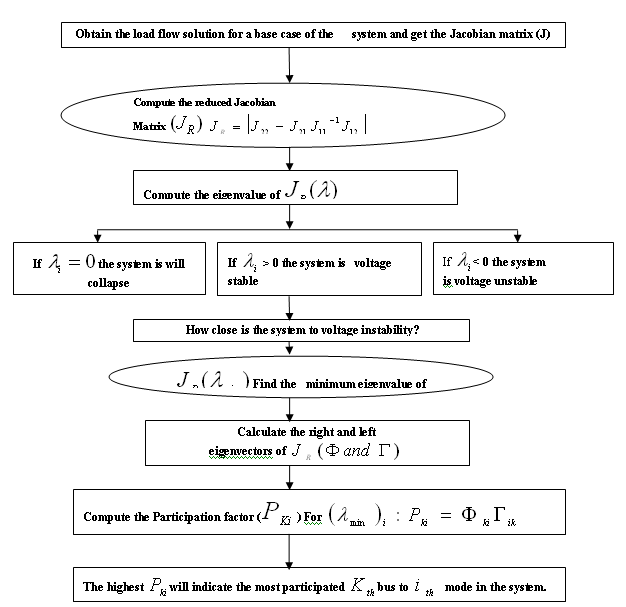 Obtain the load flow solution for a base case of the system and get the Jacobian matrix (J)
Compute the reduced Jacobian
Matrix (J_R) J_R = |J₂₂ − J₂₁ J₁₁⁻¹ J₁₂|
Compute the eigenvalue of J_R(λ)
If λ_i = 0 the system is will
collapse
If λ_i > 0 the system is voltage
stable
If λ_i < 0 the system
is voltage unstable
How close is the system to voltage instability?
J_R(λ ) Find the minimum eigenvalue of
Calculate the right and left
eigenvectors of J_R (Φ and Γ)
Compute the Participation factor (P_Ki) For (λ_min)_i : P_ki = Φ_ki Γ_ik
The highest P_ki will indicate the most participated K_th bus to i_th mode in the system.